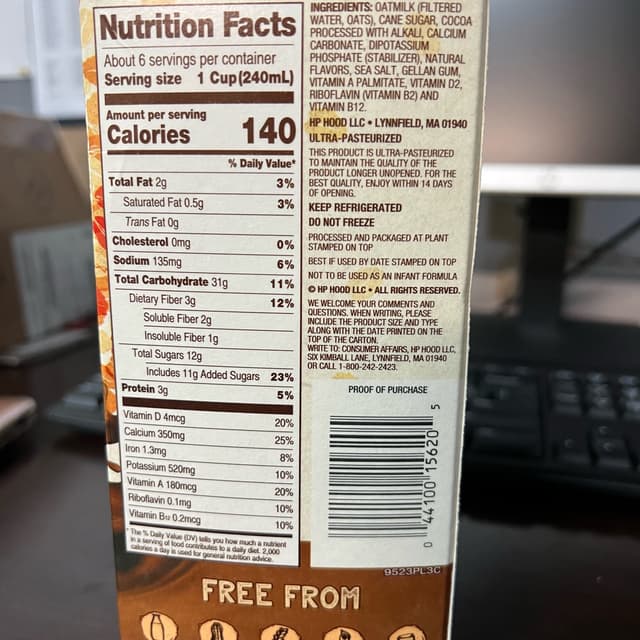 Nutrition Facts
About 6 servings per container
Serving size 1 Cup (240mL)
Amount per serving
Calories 140
% Daily Value*
Total Fat 2g 3%
Saturated Fat 0.5g 3%
Trans Fat 0g
Cholesterol 0mg 0%
Sodium 135mg 6%
Total Carbohydrate 31g 11%
Dietary Fiber 3g 12%
Soluble Fiber 2g
Insoluble Fiber 1g
Total Sugars 12g
Includes 11g Added Sugars 23%
Protein 3g 5%
Vitamin D 4mcg 20%
Calcium 350mg 25%
Iron 1.3mg 8%
Potassium 520mg 10%
Vitamin A 180mcg 20%
Riboflavin 0.1mg 10%
Vitamin B12 0.2mcg 10%
* The % Daily Value (DV) tells you how much a nutrient
in a serving of food contributes to a daily diet. 2,000
calories a day is used for general nutrition advice.
INGREDIENTS: OATMILK (FILTERED
WATER, OATS), CANE SUGAR, COCOA
PROCESSED WITH ALKALI, CALCIUM
CARBONATE, DIPOTASSIUM
PHOSPHATE (STABILIZER), NATURAL
FLAVORS, SEA SALT, GELLAN GUM,
VITAMIN A PALMITATE, VITAMIN D2,
RIBOFLAVIN (VITAMIN B2) AND
VITAMIN B12.
HP HOOD LLC • LYNNFIELD, MA 01940
ULTRA-PASTEURIZED
THIS PRODUCT IS ULTRA-PASTEURIZED
TO MAINTAIN THE QUALITY OF THE
PRODUCT LONGER UNOPENED. FOR THE
BEST QUALITY, ENJOY WITHIN 14 DAYS
OF OPENING.
KEEP REFRIGERATED
DO NOT FREEZE
PROCESSED AND PACKAGED AT PLANT
STAMPED ON TOP
BEST IF USED BY DATE STAMPED ON TOP
NOT TO BE USED AS AN INFANT FORMULA
© HP HOOD LLC • ALL RIGHTS RESERVED.
WE WELCOME YOUR COMMENTS AND
QUESTIONS. WHEN WRITING, PLEASE
INCLUDE THE PRODUCT SIZE AND TYPE
ALONG WITH THE DATE PRINTED ON THE
TOP OF THE CARTON.
WRITE TO: CONSUMER AFFAIRS, HP HOOD LLC,
SIX KIMBALL LANE, LYNNFIELD, MA 01940
OR CALL 1-800-242-2423.
PROOF OF PURCHASE
0 44100 15620 5
9523PL3C
FREE FROM